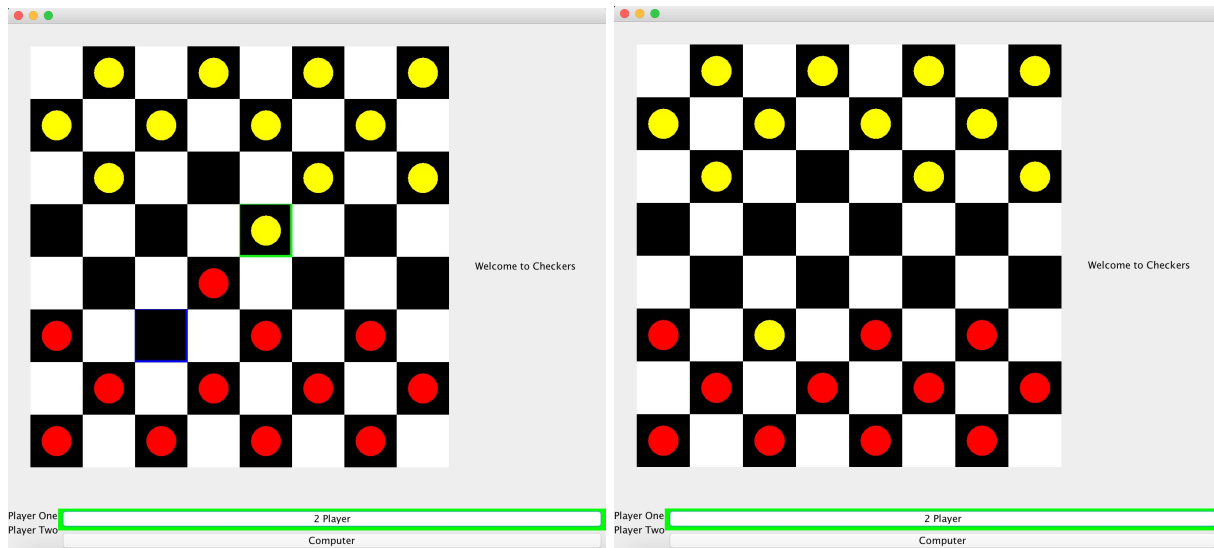 Welcome to Checkers
Player One
2 Player
Player Two
Computer
Welcome to Checkers
Player One
2 Player
Player Two
Computer